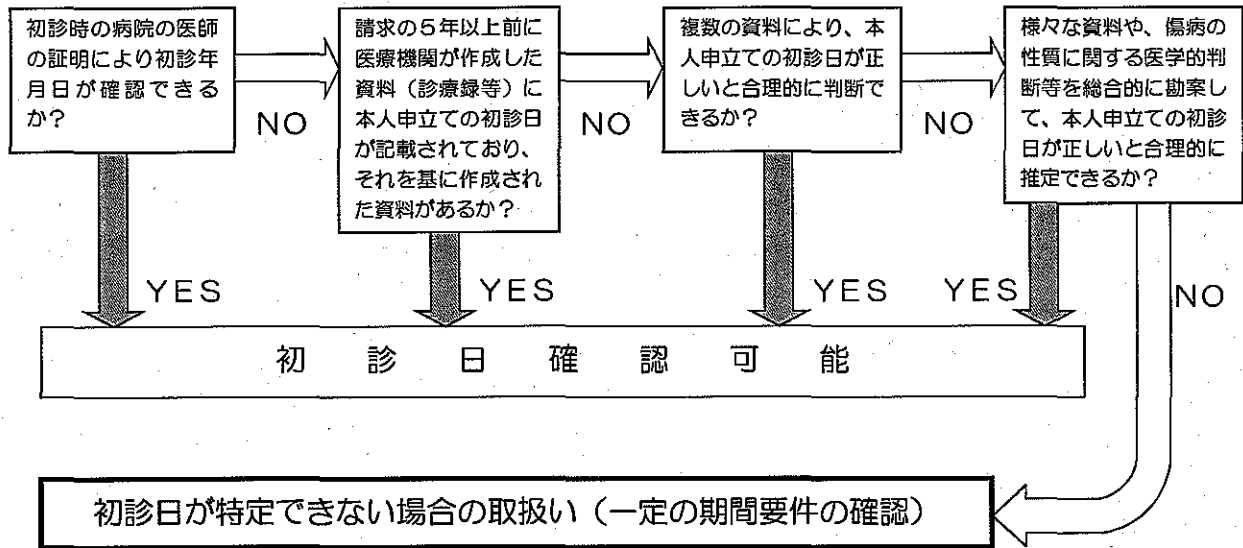 初診時の病院の医師
の証明により初診年
月日が確認できる
か？
NO
請求の５年以上前に
医療機関が作成した
資料（診療録等）に
本人申立ての初診日
が記載されており、
それを基に作成され
た資料があるか？
NO
複数の資料により、本
人申立ての初診日が正
しいと合理的に判断で
きるか？
NO
様々な資料や、傷病の
性質に関する医学的判
断等を総合的に勘案し
て、本人申立ての初診
日が正しいと合理的に
推定できるか？
YES
YES
YES
YES
NO
初診日確認可能
初診日が特定できない場合の取扱い（一定の期間要件の確認）